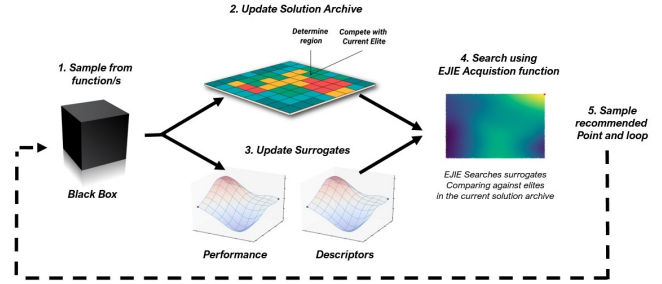 2. Update Solution Archive
Determine
region
Compete with
Current Elite
1. Sample from
function/s
Black Box
3. Update Surrogates
Performance
Descriptors
4. Search using
EJIE Acquistion function
EJIE Searches surrogates
Comparing against elites
in the current solution archive
5. Sample
recommended
Point and loop